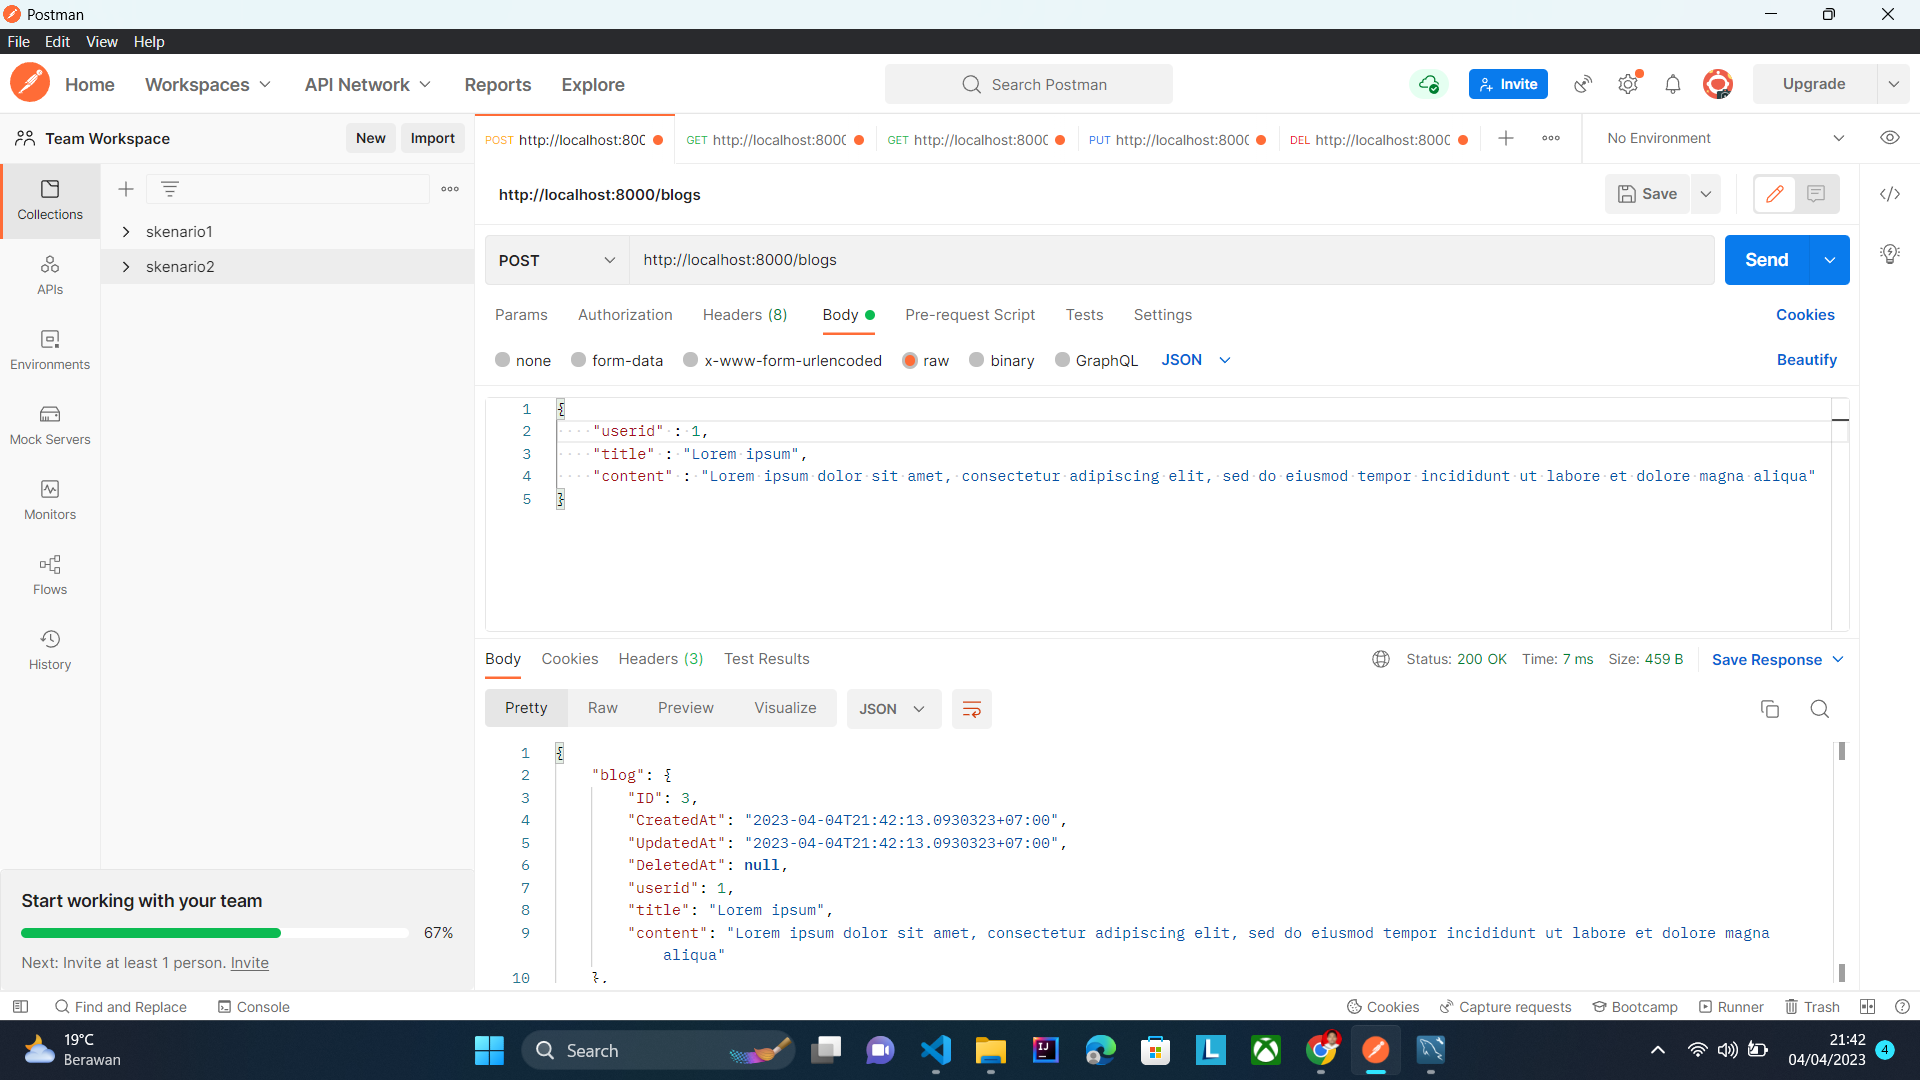 Postman
File Edit View Help
Home Workspaces API Network Reports Explore Search Postman Invite Upgrade
Team Workspace New Import
POST http://localhost:800 GET http://localhost:8000 GET http://localhost:8000 PUT http://localhost:8000 DEL http://localhost:8000 No Environment
Collections
APIs
Environments
Mock Servers
Monitors
Flows
History
skenario1
skenario2
http://localhost:8000/blogs Save
POST http://localhost:8000/blogs Send
Params Authorization Headers (8) Body Pre-request Script Tests Settings Cookies
none form-data x-www-form-urlencoded raw binary GraphQL JSON Beautify
1 {
2 "userid" : 1,
3 "title" : "Lorem ipsum",
4 "content" : "Lorem ipsum dolor sit amet, consectetur adipiscing elit, sed do eiusmod tempor incididunt ut labore et dolore magna aliqua"
5 }
Body Cookies Headers (3) Test Results Status: 200 OK Time: 7 ms Size: 459 B Save Response
Pretty Raw Preview Visualize JSON
1 {
2 "blog": {
3 "ID": 3,
4 "CreatedAt": "2023-04-04T21:42:13.0930323+07:00",
5 "UpdatedAt": "2023-04-04T21:42:13.0930323+07:00",
6 "DeletedAt": null,
7 "userid": 1,
8 "title": "Lorem ipsum",
9 "content": "Lorem ipsum dolor sit amet, consectetur adipiscing elit, sed do eiusmod tempor incididunt ut labore et dolore magna
aliqua"
10 },
Start working with your team
67%
Next: Invite at least 1 person. Invite
Find and Replace Console Cookies Capture requests Bootcamp Runner Trash
19°C
Berawan
Search
IJ
L
21:42
04/04/2023
4